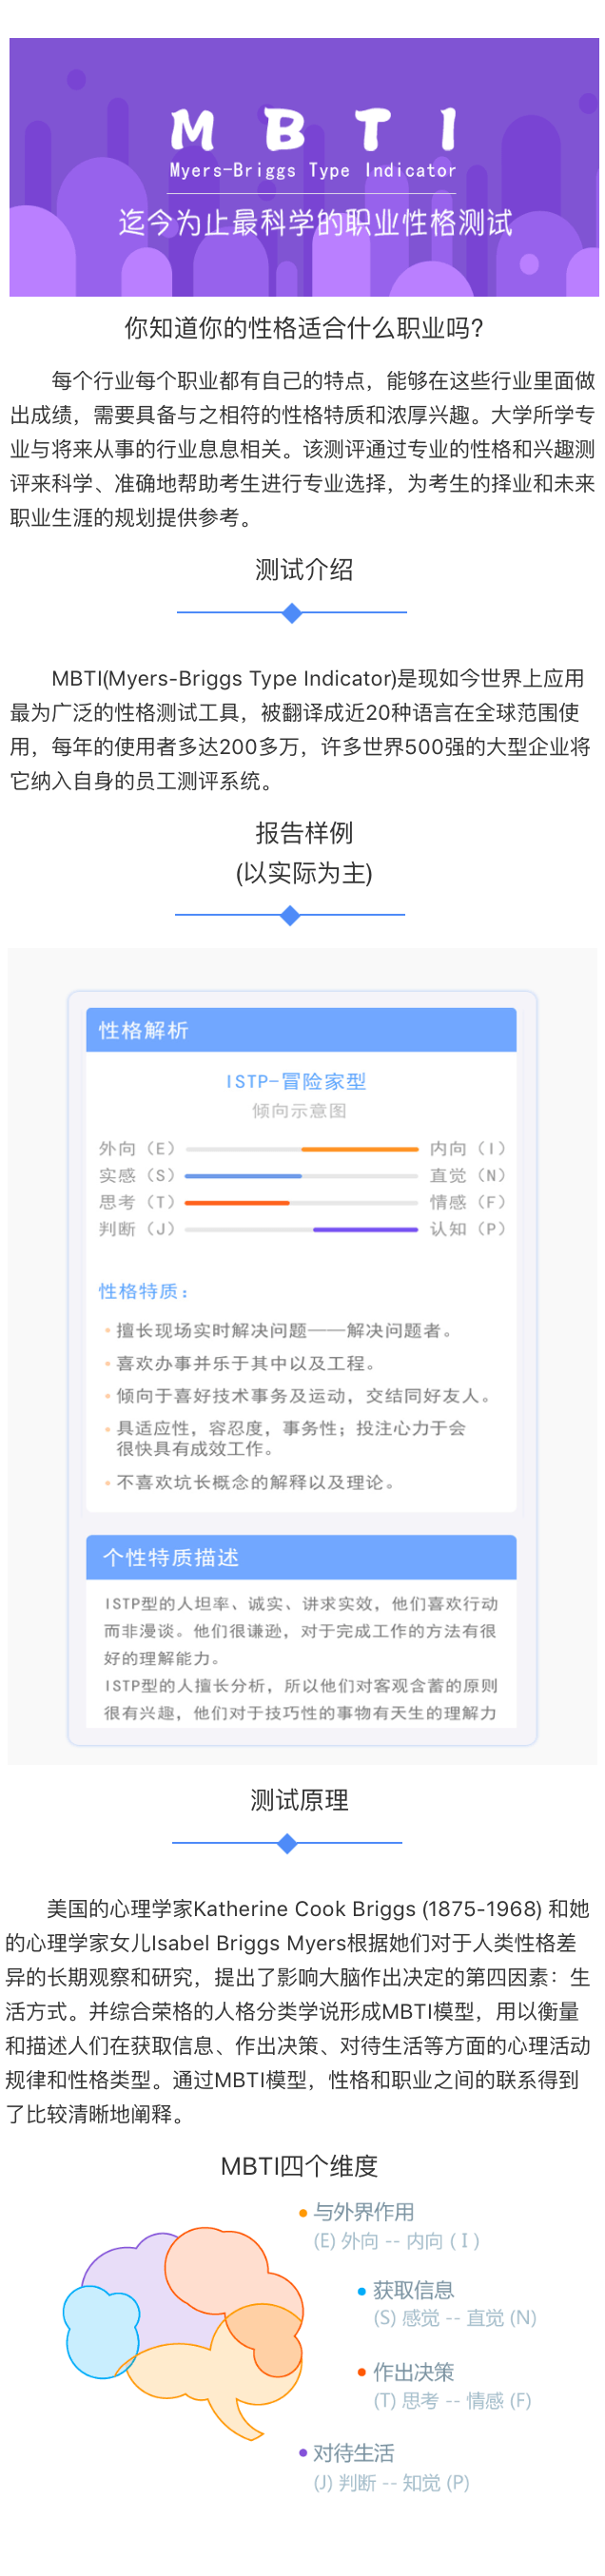 MBTI
Myers-Briggs Type Indicator
迄今为止最科学的职业性格测试
你知道你的性格适合什么职业吗?
每个行业每个职业都有自己的特点，能够在这些行业里面做
出成绩，需要具备与之相符的性格特质和浓厚兴趣。大学所学专
业与将来从事的行业息息相关。该测评通过专业的性格和兴趣测
评来科学、准确地帮助考生进行专业选择，为考生的择业和未来
职业生涯的规划提供参考。
测试介绍
MBTI(Myers-Briggs Type Indicator)是现如今世界上应用
最为广泛的性格测试工具，被翻译成近20种语言在全球范围使
用，每年的使用者多达200多万，许多世界500强的大型企业将
它纳入自身的员工测评系统。
报告样例
(以实际为主)
性格解析
ISTP-冒险家型
倾向示意图
外向（E） 内向（I）
实感（S） 直觉（N）
思考（T） 情感（F）
判断（J） 认知（P）
性格特质：
擅长现场实时解决问题——解决问题者。
喜欢办事并乐于其中以及工程。
倾向于喜好技术事务及运动，交结同好友人。
具适应性，容忍度，事务性；投注心力于会
很快具有成效工作。
不喜欢坑长概念的解释以及理论。
个性特质描述
ISTP型的人坦率、诚实、讲求实效，他们喜欢行动
而非漫谈。他们很谦逊，对于完成工作的方法有很
好的理解能力。
ISTP型的人擅长分析，所以他们对客观含蓄的原则
很有兴趣，他们对于技巧性的事物有天生的理解力
测试原理
美国的心理学家Katherine Cook Briggs (1875-1968) 和她
的心理学家女儿Isabel Briggs Myers根据她们对于人类性格差
异的长期观察和研究，提出了影响大脑作出决定的第四因素：生
活方式。并综合荣格的人格分类学说形成MBTI模型，用以衡量
和描述人们在获取信息、作出决策、对待生活等方面的心理活动
规律和性格类型。通过MBTI模型，性格和职业之间的联系得到
了比较清晰地阐释。
MBTI四个维度
与外界作用
(E) 外向 -- 内向 ( I )
获取信息
(S) 感觉 -- 直觉 (N)
作出决策
(T) 思考 -- 情感 (F)
对待生活
(J) 判断 -- 知觉 (P)